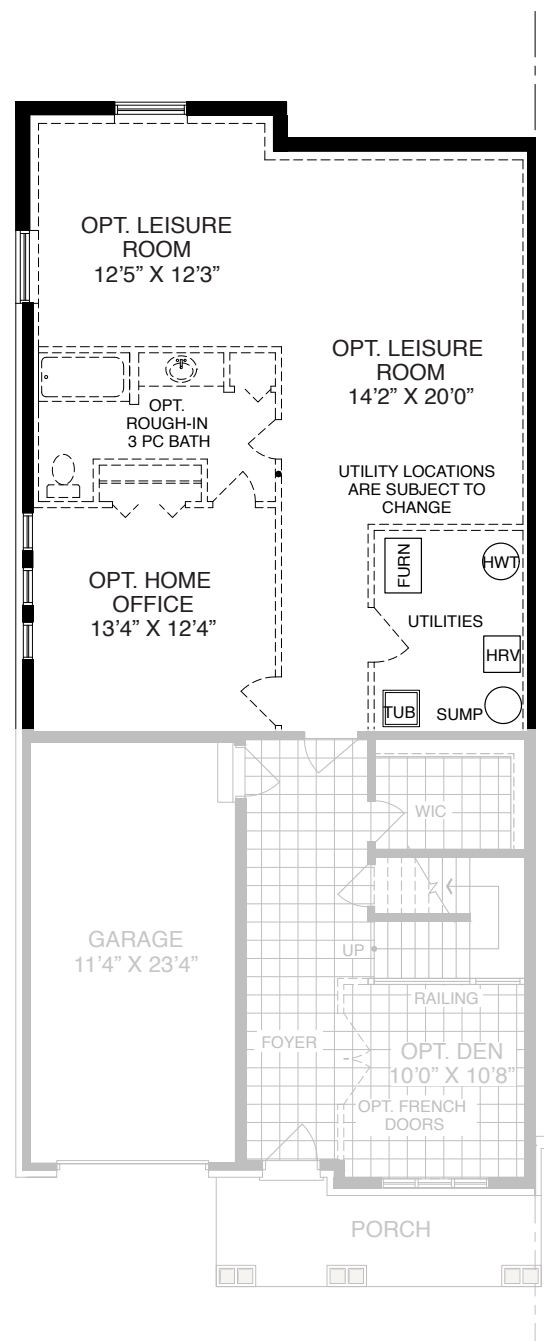 OPT. LEISURE
ROOM
12'5” X 12'3”
OPT. LEISURE
ROOM
14'2” X 20'0”
OPT.
ROUGH-IN
3 PC BATH
UTILITY LOCATIONS
ARE SUBJECT TO
CHANGE
FURN
HWT
OPT. HOME
OFFICE
13'4” X 12'4”
UTILITIES
HRV
TUB
SUMP
WIC
GARAGE
11'4” X 23'4”
UP
RAILING
FOYER
OPT. DEN
10'0” X 10'8”
OPT. FRENCH
DOORS
PORCH